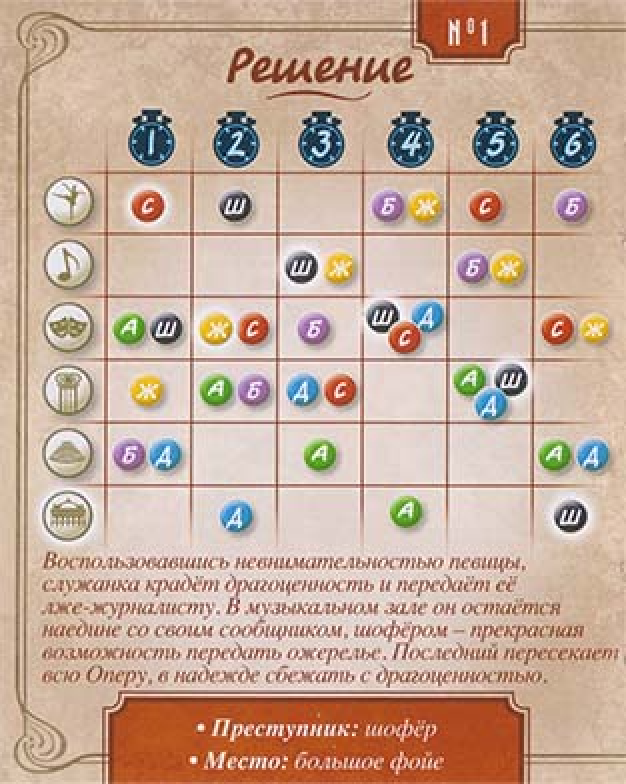 №1
Решение
1 2 3 4 5 6
С Ш Б Ж С Б
Ш Ж Б Ж
А Ш Ж С Б Ш Д С С Ж
Ж А Б Д С А Ш Д
Б Д А А Д
Д А Ш
Воспользовавшись невнимательностью певицы,
служанка крадёт драгоценность и передаёт её
лже-журналисту. В музыкальном зале он остаётся
наедине со своим сообщником, шофёром – прекрасная
возможность передать ожерелье. Последний пересекает
всю Оперу, в надежде сбежать с драгоценностью.
• Преступник: шофёр
• Место: большое фойе